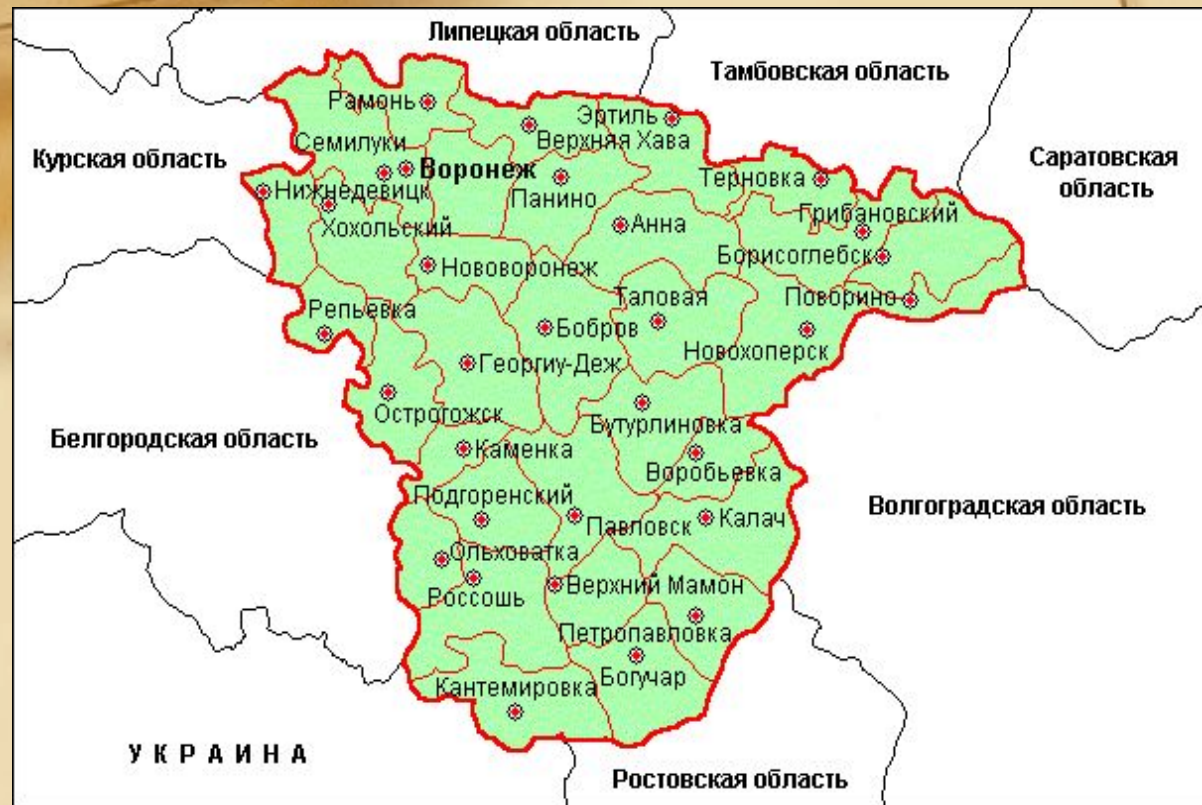 Липецкая область
Тамбовская область
Рамонь
Эртиль
Верхняя Хава
Семилуки
Курская область
Воронеж
Саратовская
область
Нижнедевицк
Панино
Терновка
Хохольский
Анна
Грибановский
Нововоронеж
Борисоглебск
Репьевка
Таловая
Поворино
Бобров
Новохоперск
Георгиу-Деж
Острогожск
Бутурлиновка
Белгородская область
Каменка
Воробьевка
Подгоренский
Волгоградская область
Павловск
Калач
Ольховатка
Россошь
Верхний Мамон
Петропавловка
Богучар
Кантемировка
УКРАИНА
Ростовская область